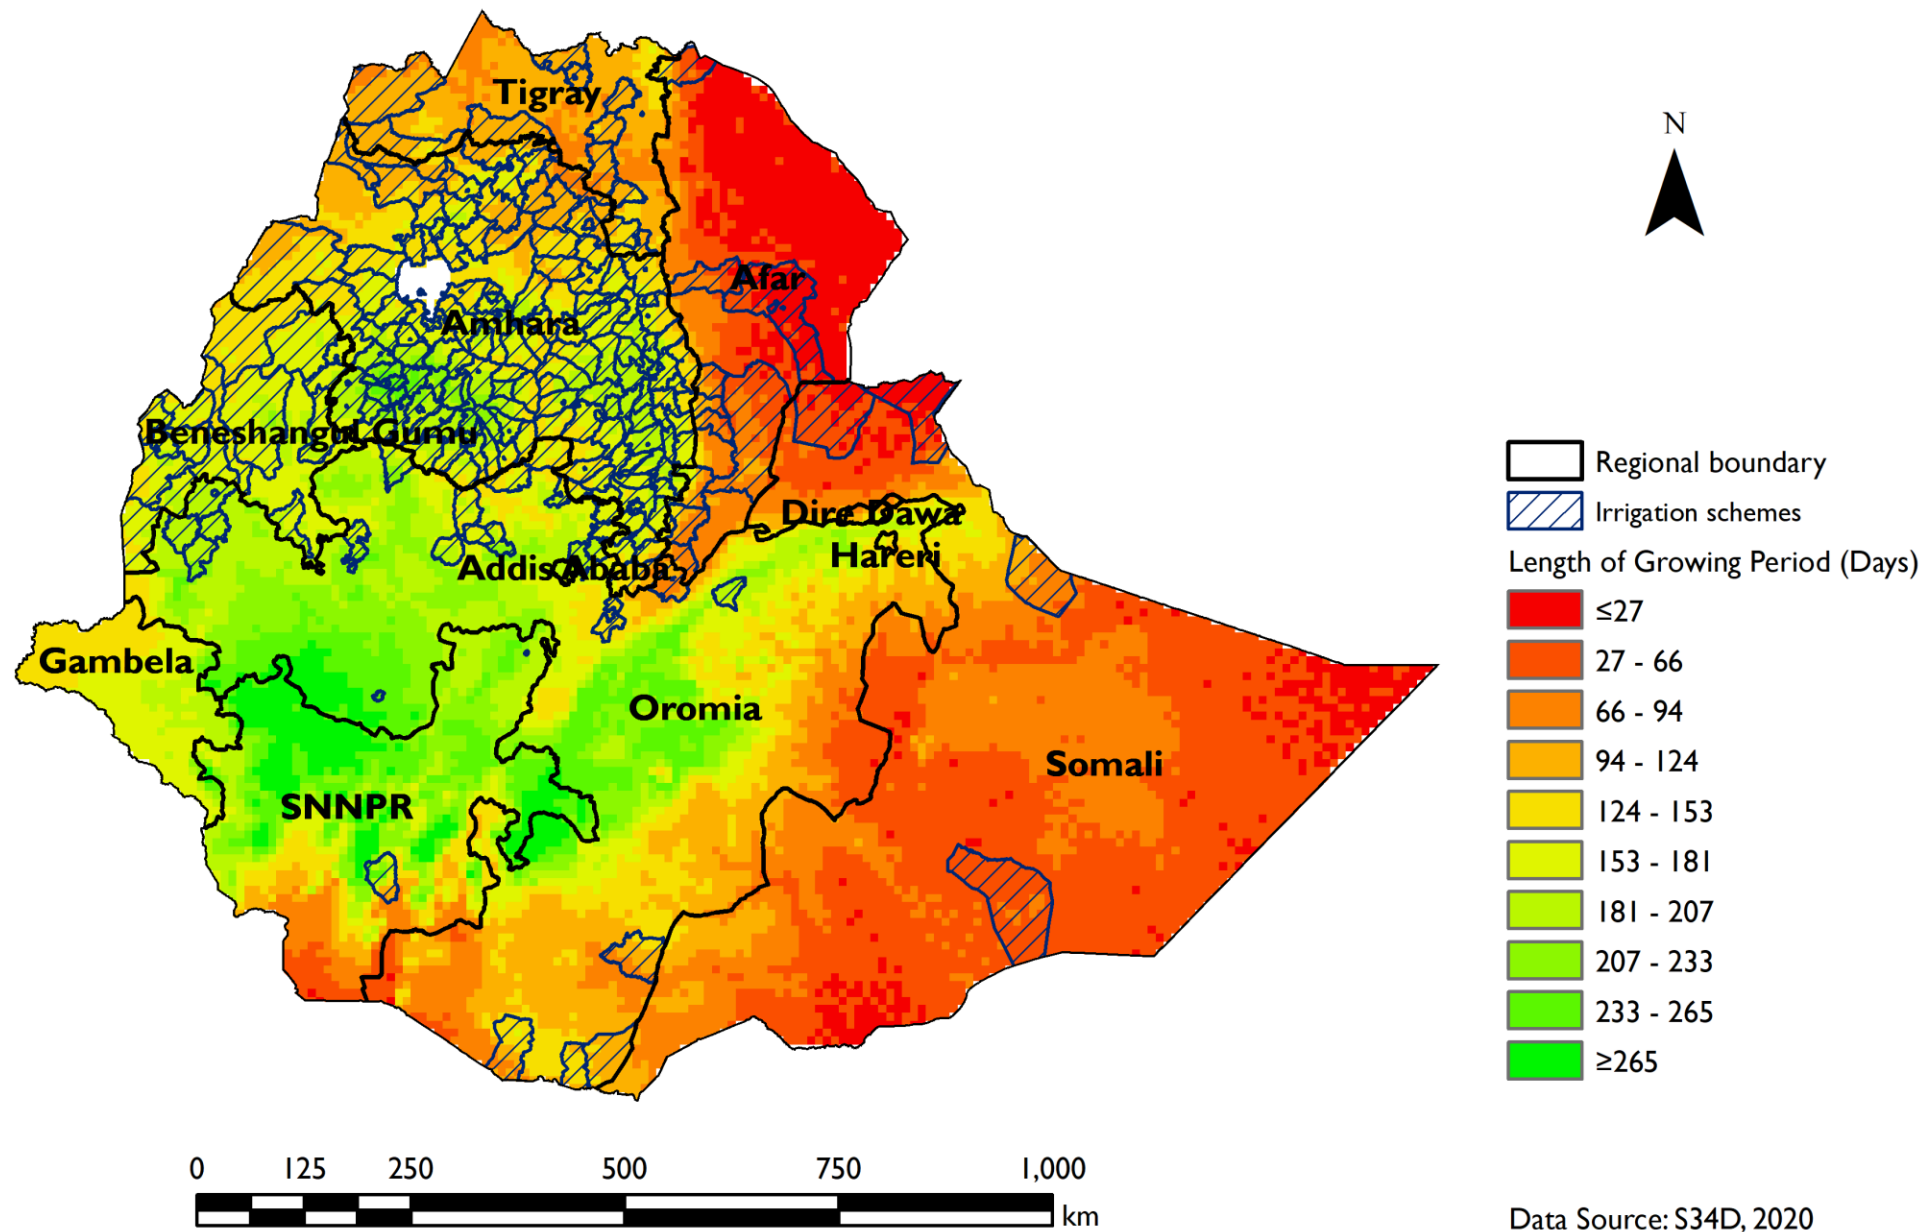 N
Tigray
Afar
Amhara
Beneshangul Gumu
Dire Dawa
Hareri
Addis Ababa
Gambela
Oromia
Somali
SNNPR
Regional boundary
Irrigation schemes
Length of Growing Period (Days)
≤27
27 - 66
66 - 94
94 - 124
124 - 153
153 - 181
181 - 207
207 - 233
233 - 265
≥265
0 125 250 500 750 1,000
km
Data Source: S34D, 2020